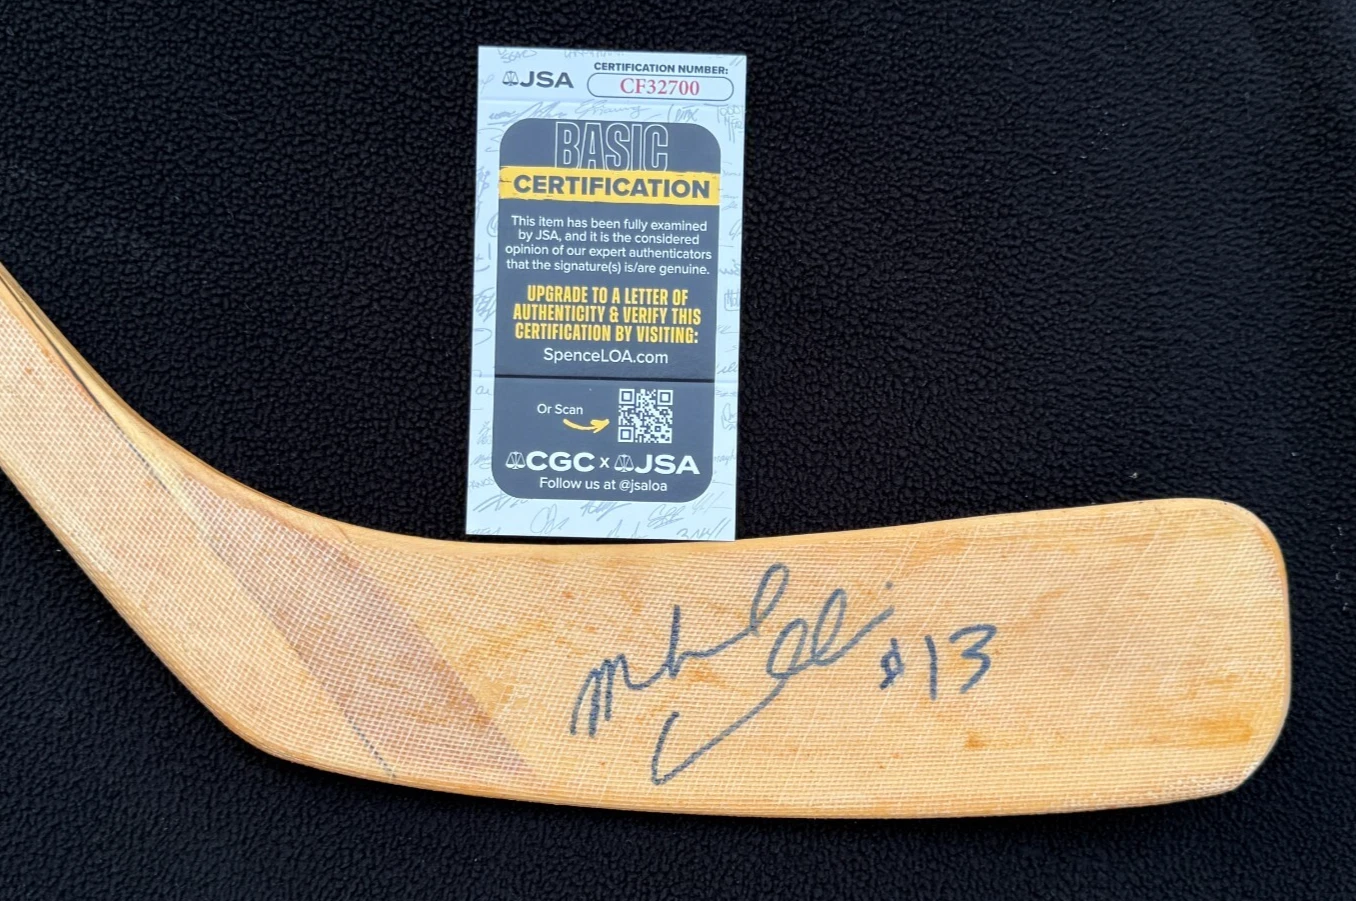 JSA
CERTIFICATION NUMBER:
CF32700
BASIC
CERTIFICATION
This item has been fully examined
by JSA, and it is the considered
opinion of our expert authenticators
that the signature(s) is/are genuine.
UPGRADE TO A LETTER OF
AUTHENTICITY & VERIFY THIS
CERTIFICATION BY VISITING:
SpenceLOA.com
Or Scan
CGC x JSA
Follow us at @jsaloa
#13